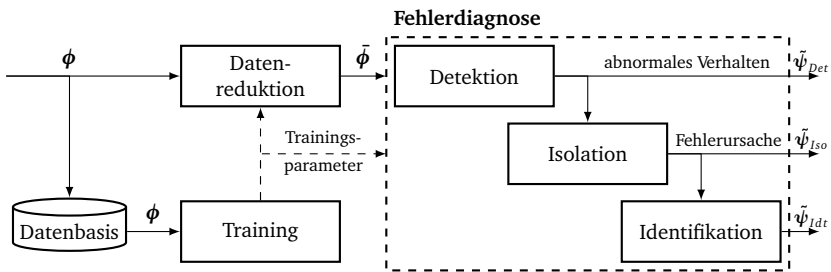 Fehlerdiagnose
ϕ
Daten-
reduktion
ϕ̄
Detektion
abnormales Verhalten
ψ̃Det
Trainings-
parameter
Isolation
Fehlerursache
ψ̃Iso
Datenbasis
ϕ
Training
Identifikation
ψ̃Idt